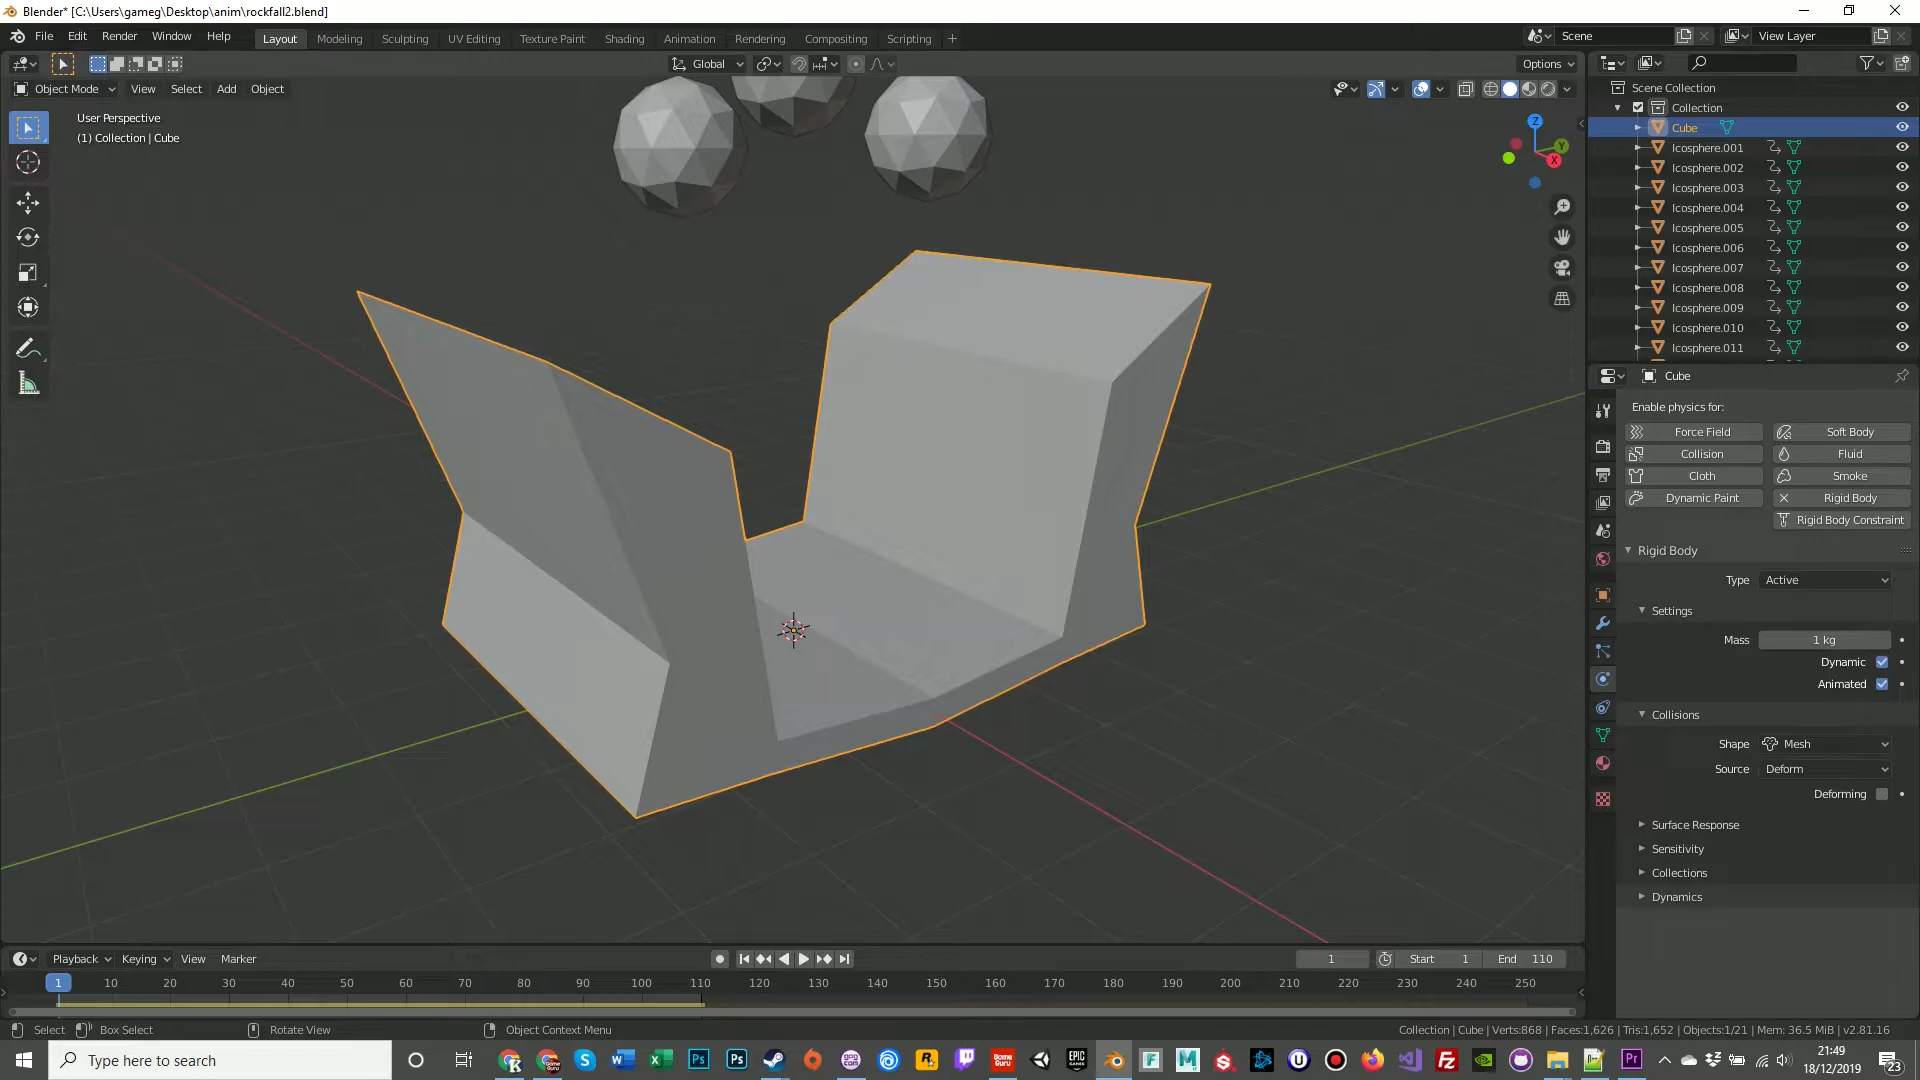 Blender* [C:\Users\gameg\Desktop\anim\rockfall2.blend]
File Edit Render Window Help
Layout Modeling Sculpting UV Editing Texture Paint Shading Animation Rendering Compositing Scripting
Scene
View Layer
Global
Options
Object Mode View Select Add Object
User Perspective
(1) Collection | Cube
Z
Y
X
Scene Collection
Collection
Cube
Icosphere.001
Icosphere.002
Icosphere.003
Icosphere.004
Icosphere.005
Icosphere.006
Icosphere.007
Icosphere.008
Icosphere.009
Icosphere.010
Icosphere.011
Cube
Enable physics for:
Force Field Soft Body
Collision Fluid
Cloth Smoke
Dynamic Paint Rigid Body
Rigid Body Constraint
Rigid Body
Type Active
Settings
Mass 1 kg
Dynamic
Animated
Collisions
Shape Mesh
Source Deform
Deforming
Surface Response
Sensitivity
Collections
Dynamics
Playback Keying View Marker
1 Start 1 End 110
1 10 20 30 40 50 60 70 80 90 100 110 120 130 140 150 160 170 180 190 200 210 220 230 240 250
Select Box Select Rotate View Object Context Menu
Collection | Cube | Verts:868 | Faces:1,626 | Tris:1,652 | Objects:1/21 | Mem: 36.5 MiB | v2.81.16
Type here to search
21:49
18/12/2019
23